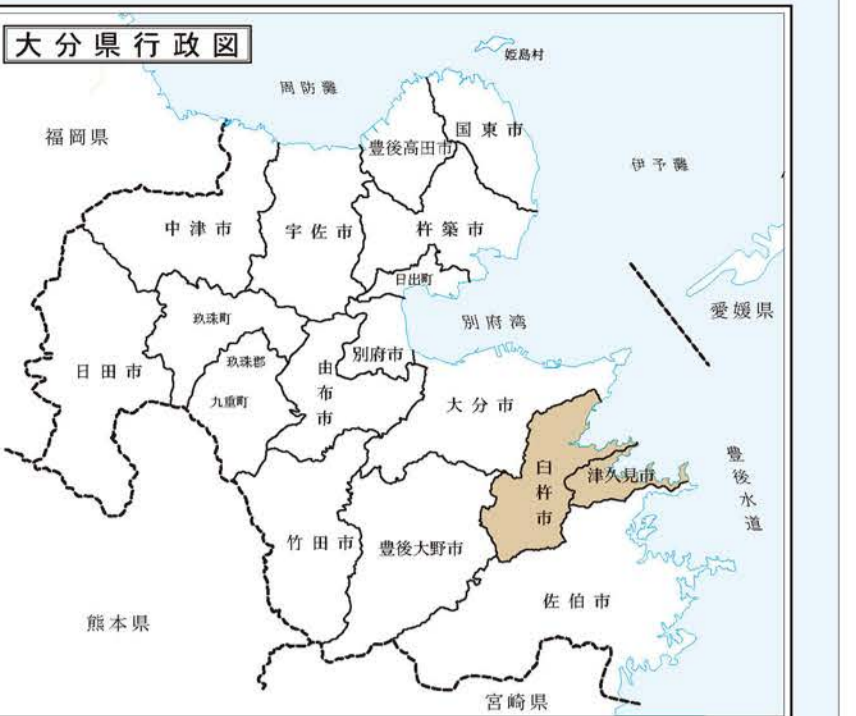 大分県行政図
姫島村
周防灘
国東市
福岡県
豊後高田市
伊予灘
中津市
宇佐市
杵築市
日出町
愛媛県
玖珠町
別府湾
別府市
玖珠郡
日田市
由布市
九重町
大分市
豊後水道
臼杵市
津久見市
竹田市
豊後大野市
佐伯市
熊本県
宮崎県